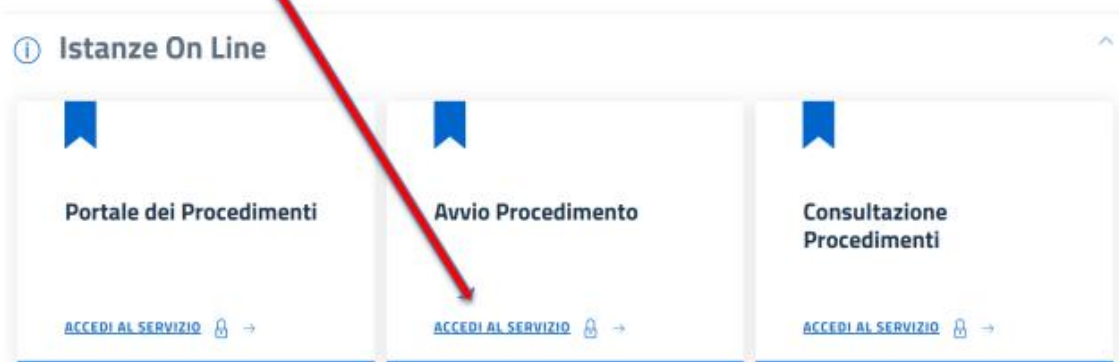 Istanze On Line
Portale dei Procedimenti
Avvio Procedimento
Consultazione
Procedimenti
ACCEDI AL SERVIZIO
ACCEDI AL SERVIZIO
ACCEDI AL SERVIZIO